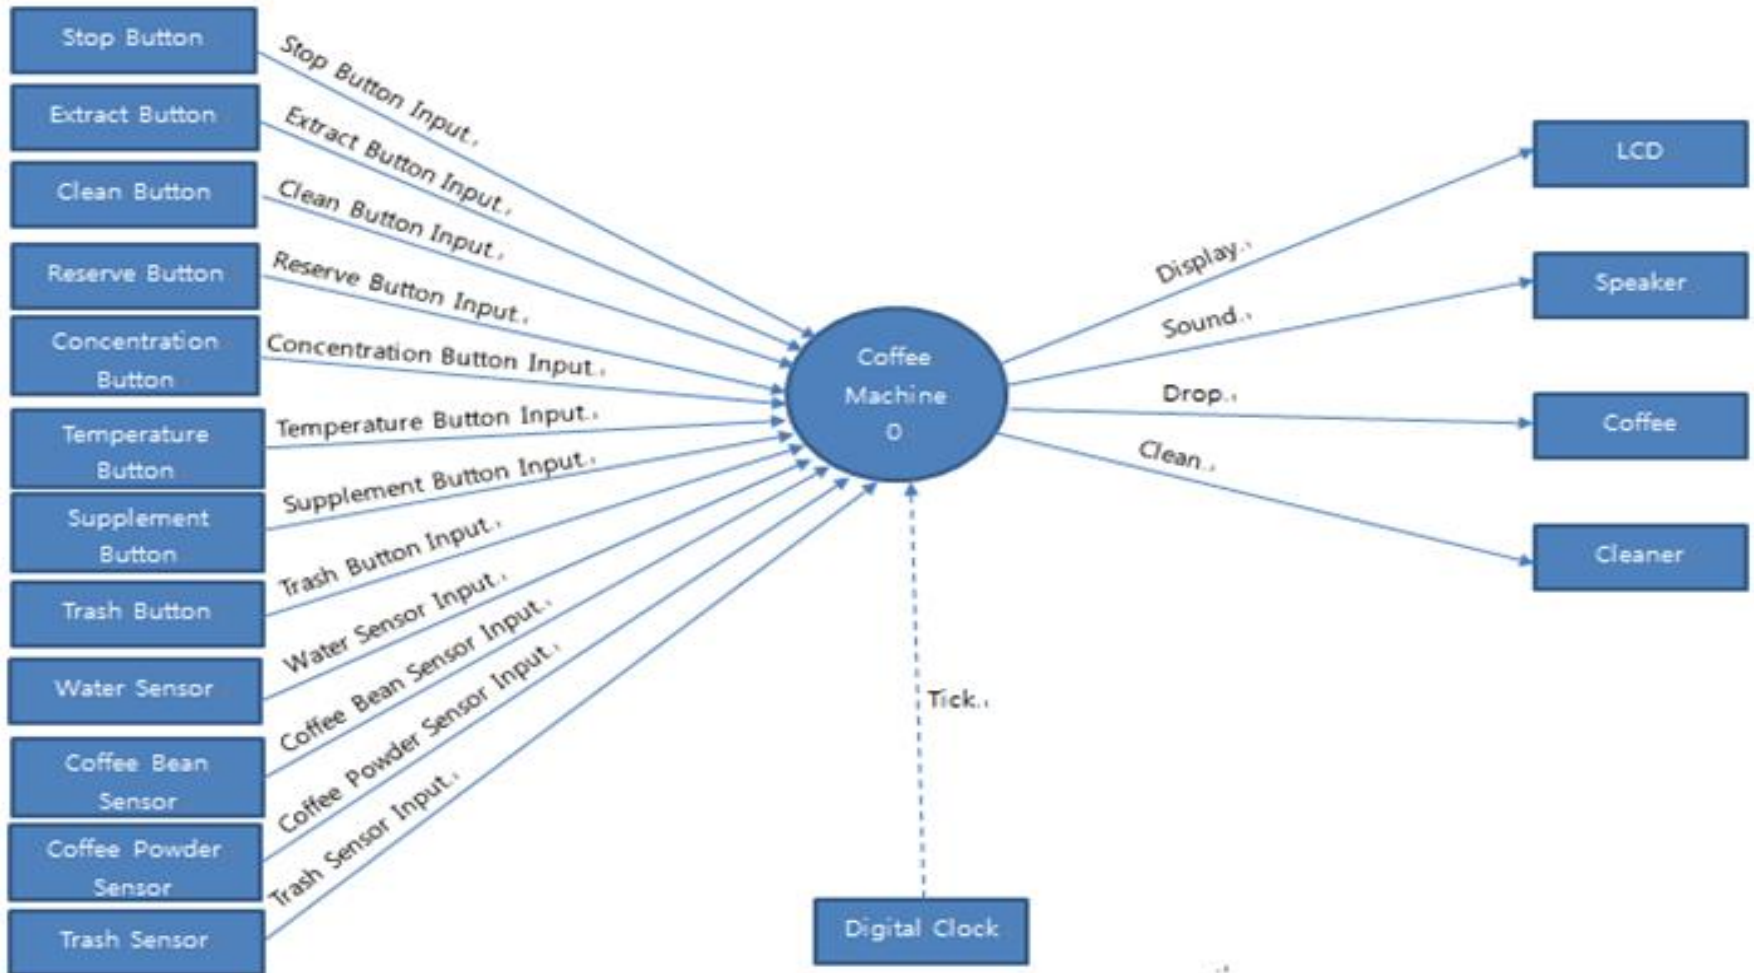 Stop Button
Extract Button
Clean Button
Reserve Button
Concentration
Button
Temperature
Button
Supplement
Button
Trash Button
Water Sensor
Coffee Bean
Sensor
Coffee Powder
Sensor
Trash Sensor
Stop Button Input.
Extract Button Input.
Clean Button Input.
Reserve Button Input.
Concentration Button Input.
Temperature Button Input.
Supplement Button Input.
Trash Button Input.
Water Sensor Input.
Coffee Bean Sensor Input.
Coffee Powder Sensor Input.
Trash Sensor Input.
Coffee
Machine
0
Tick.
Digital Clock
Display.
Sound.
Drop.
Clean.
LCD
Speaker
Coffee
Cleaner